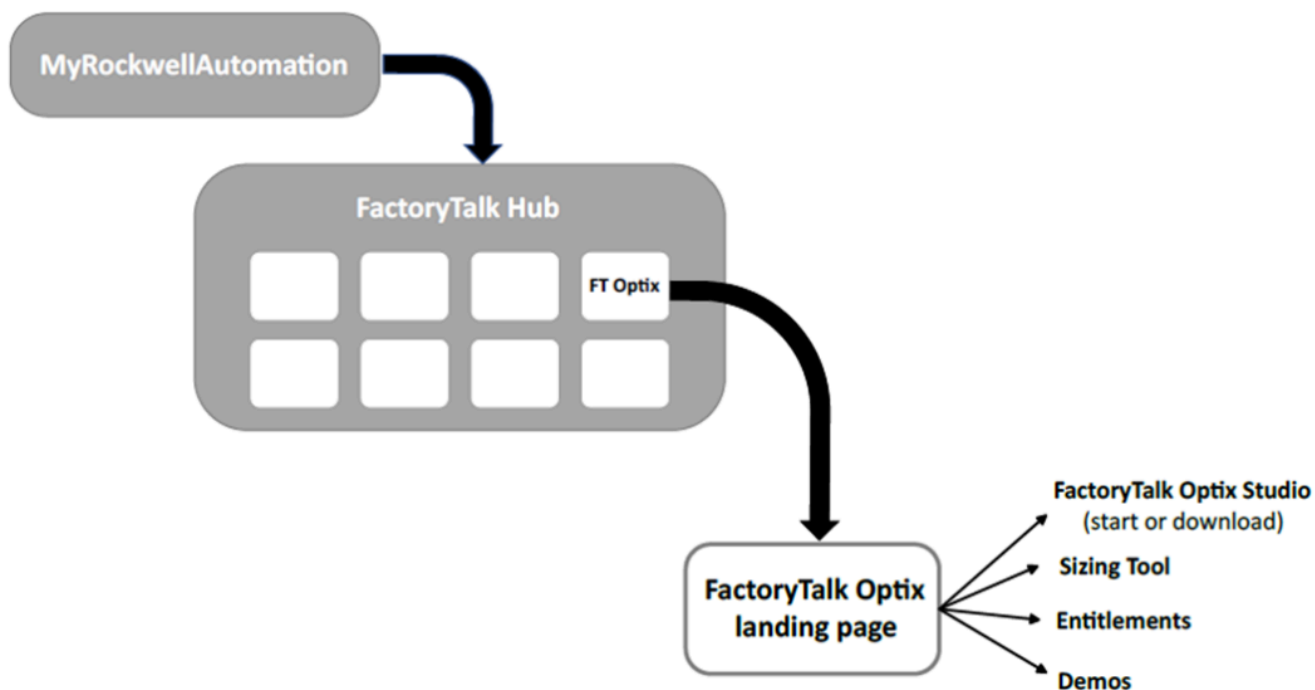 MyRockwellAutomation
FactoryTalk Hub
FT Optix
FactoryTalk Optix
landing page
FactoryTalk Optix Studio
(start or download)
Sizing Tool
Entitlements
Demos